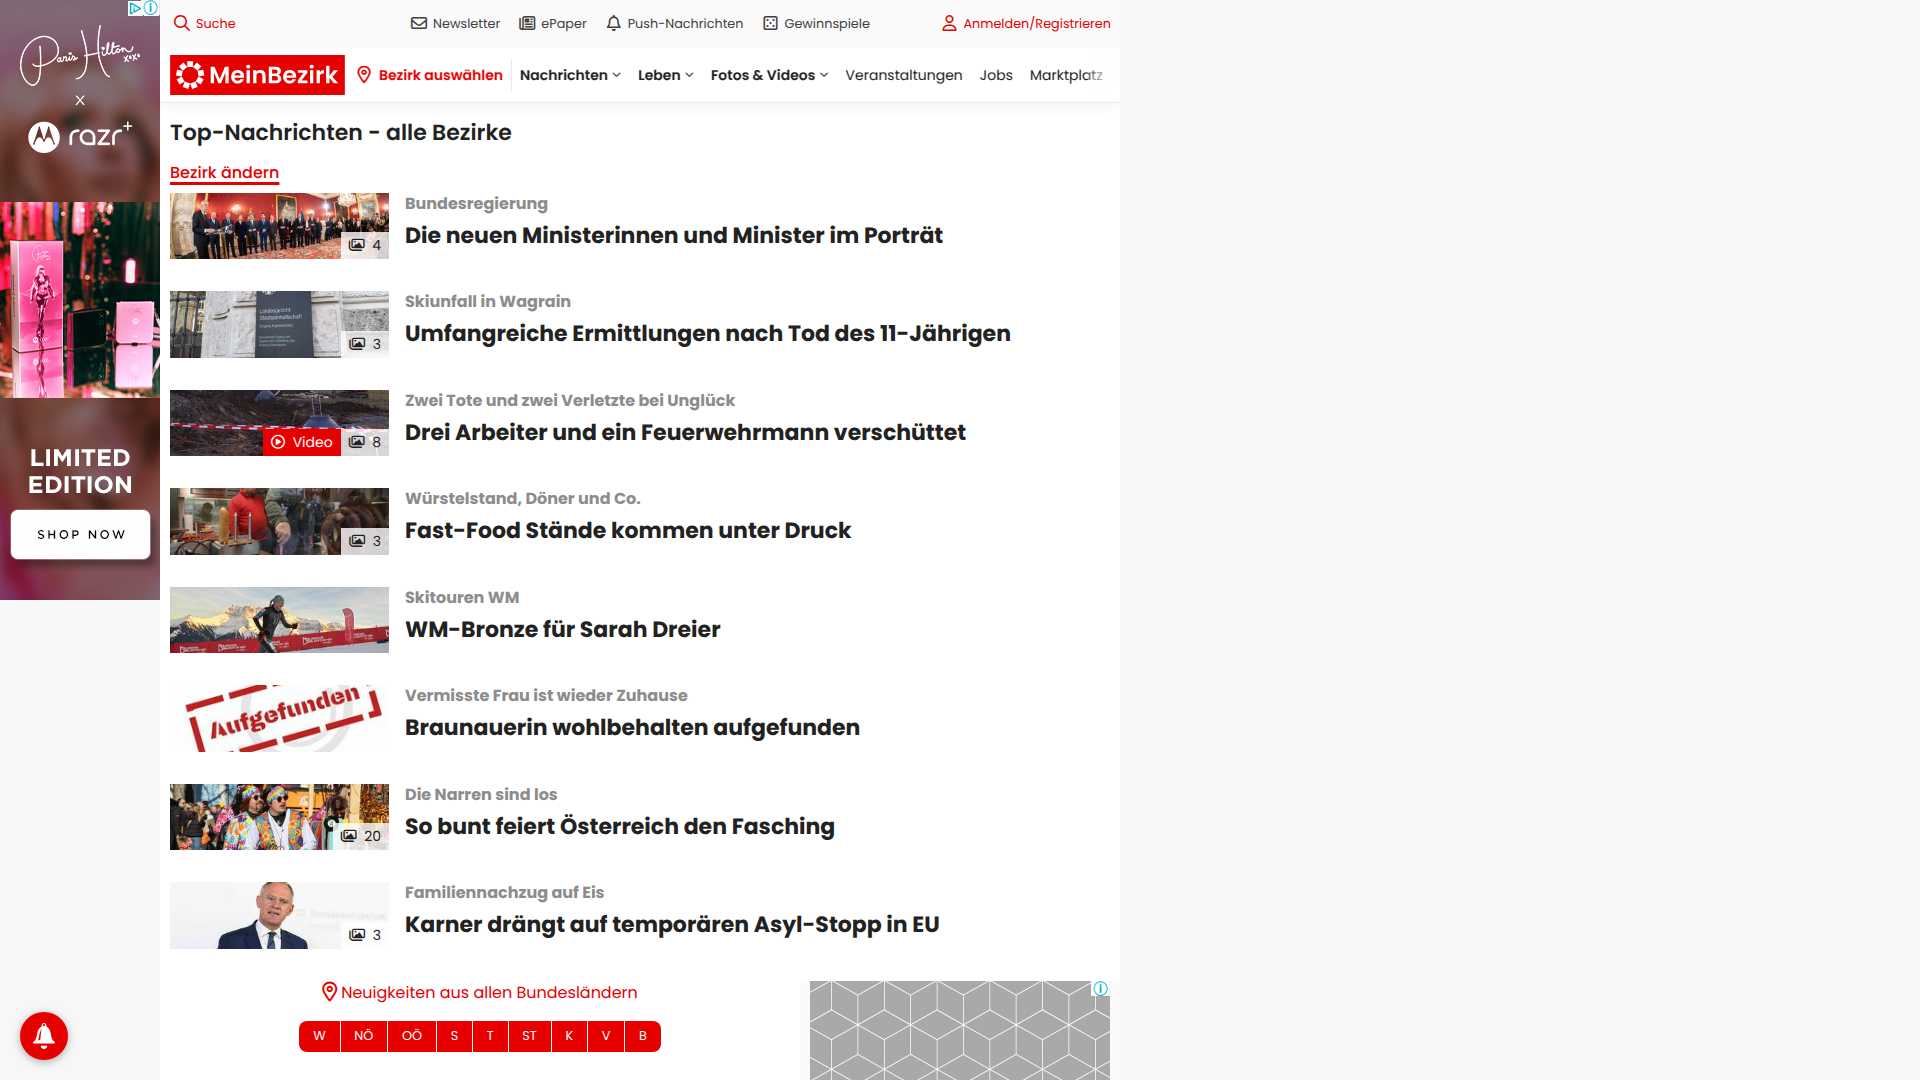 Suche
Newsletter
ePaper
Push-Nachrichten
Gewinnspiele
Anmelden/Registrieren
MeinBezirk
Bezirk auswählen
Nachrichten
Leben
Fotos & Videos
Veranstaltungen
Jobs
Marktplatz
Paris Hilton
xoxo
X
razr+
LIMITED
EDITION
SHOP NOW
Top-Nachrichten - alle Bezirke
Bezirk ändern
4
Bundesregierung
Die neuen Ministerinnen und Minister im Porträt
3
Skiunfall in Wagrain
Umfangreiche Ermittlungen nach Tod des 11-Jährigen
Video
8
Zwei Tote und zwei Verletzte bei Unglück
Drei Arbeiter und ein Feuerwehrmann verschüttet
3
Würstelstand, Döner und Co.
Fast-Food Stände kommen unter Druck
Skitouren WM
WM-Bronze für Sarah Dreier
Aufgefunden
Vermisste Frau ist wieder Zuhause
Braunauerin wohlbehalten aufgefunden
20
Die Narren sind los
So bunt feiert Österreich den Fasching
3
Familiennachzug auf Eis
Karner drängt auf temporären Asyl-Stopp in EU
Neuigkeiten aus allen Bundesländern
W NÖ OÖ S T ST K V B